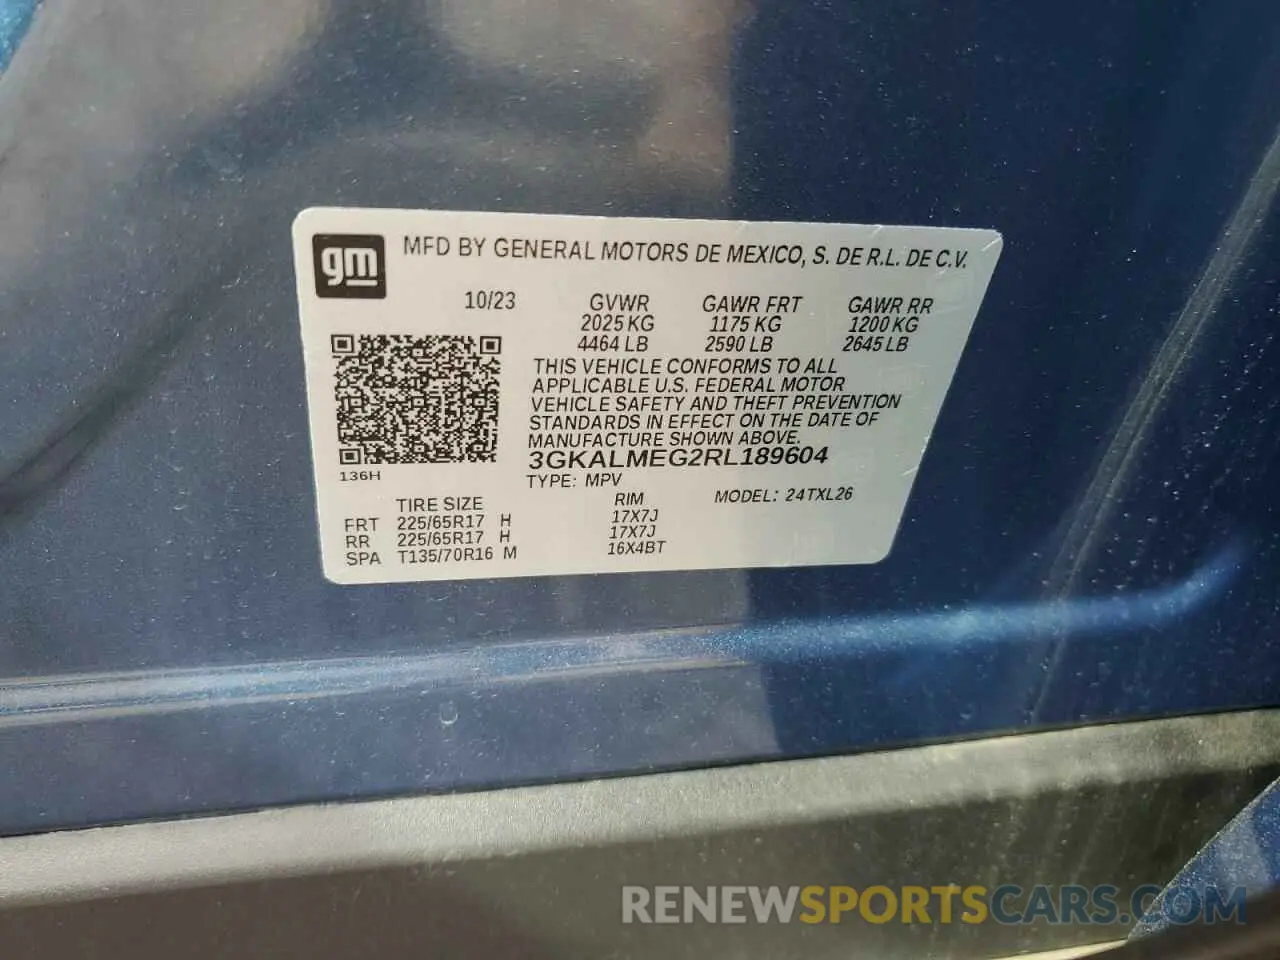 gm
MFD BY GENERAL MOTORS DE MEXICO, S. DE R.L. DE C.V.
10/23 GVWR GAWR FRT GAWR RR
2025 KG 1175 KG 1200 KG
4464 LB 2590 LB 2645 LB
THIS VEHICLE CONFORMS TO ALL
APPLICABLE U.S. FEDERAL MOTOR
VEHICLE SAFETY AND THEFT PREVENTION
STANDARDS IN EFFECT ON THE DATE OF
MANUFACTURE SHOWN ABOVE.
3GKALMEG2RL189604
136H
TYPE: MPV MODEL: 24TXL26
TIRE SIZE RIM
FRT 225/65R17 H 17X7J
RR 225/65R17 H 17X7J
SPA T135/70R16 M 16X4BT
RENEWSPORTSCARS.COM